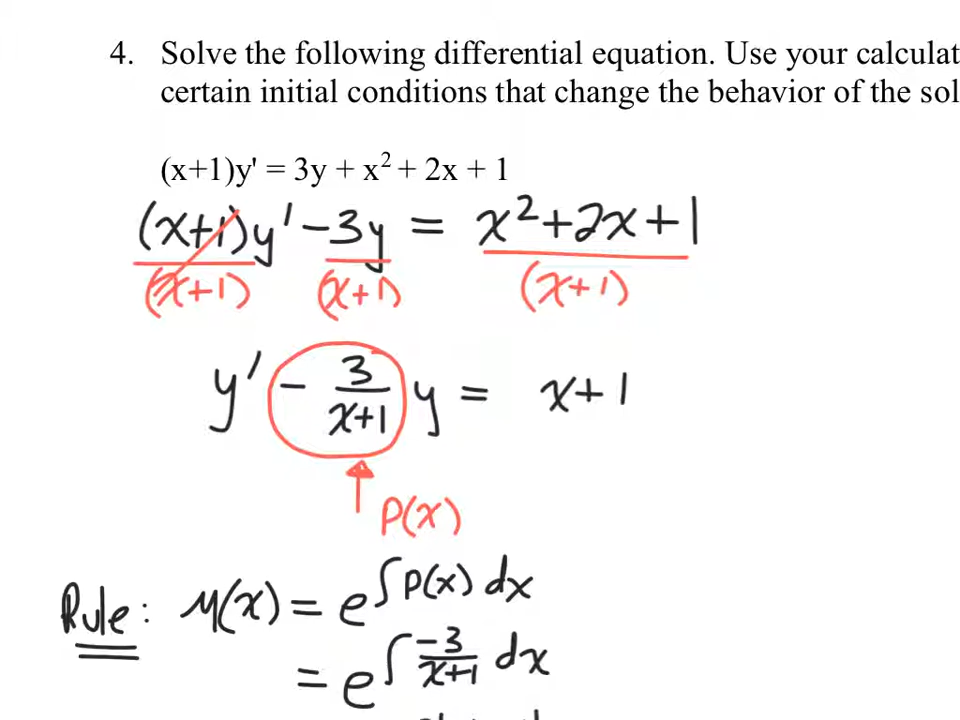 4. Solve the following differential equation. Use your calculat
certain initial conditions that change the behavior of the sol
(x+1)y' = 3y + x² + 2x + 1
(x+1)y' - 3y = x² + 2x + 1
(x+1) (x+1) (x+1)
y' - 3/(x+1) y = x + 1
P(x)
Rule: μ(x) = e^∫P(x) dx
= e^∫ -3/(x+1) dx